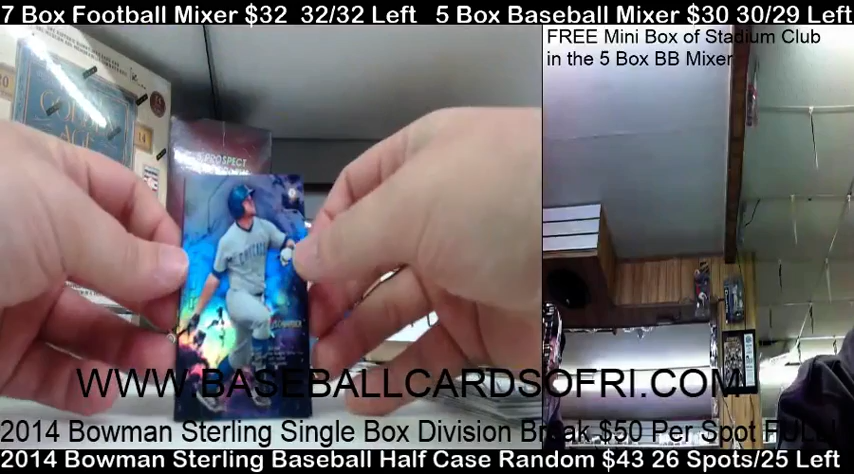 7 Box Football Mixer $32  32/32 Left   5 Box Baseball Mixer $30 30/29 Left
FREE Mini Box of Stadium Club
in the 5 Box BB Mixer
PROSPECT
CHICAGO
WWW.BASEBALLCARDSOFRI.COM
2014 Bowman Sterling Single Box Division Break $50 Per Spot FULL!
2014 Bowman Sterling Baseball Half Case Random $43 26 Spots/25 Left